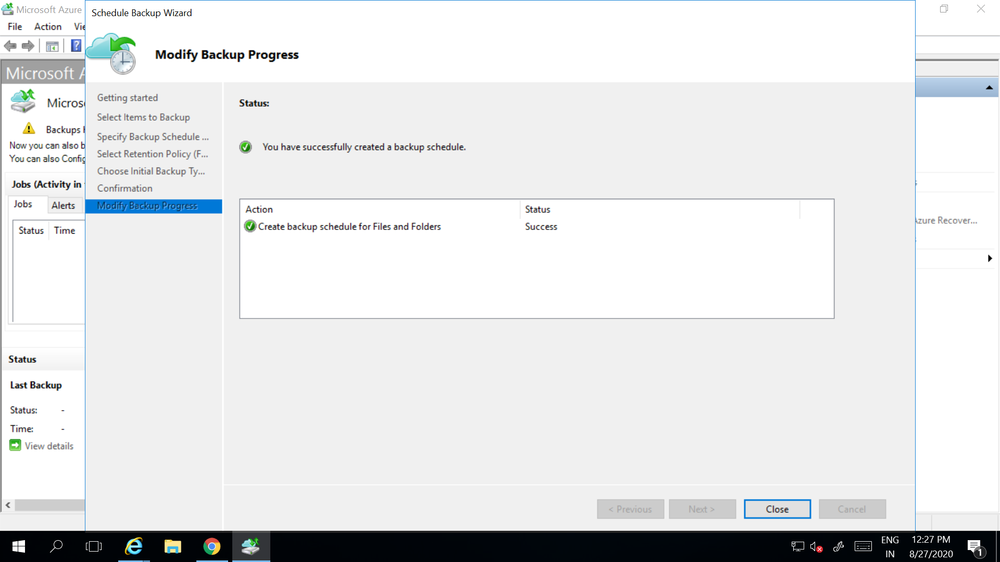 Microsoft Azure
Schedule Backup Wizard
File Action
Modify Backup Progress
Microsoft
Getting started
Select Items to Backup
Specify Backup Schedule ...
Select Retention Policy (F...
Choose Initial Backup Ty...
Confirmation
Modify Backup Progress
Status:
You have successfully created a backup schedule.
Action Status
Create backup schedule for Files and Folders Success
Backups
Now you can also
You can also
Jobs (Activity in
Jobs Alerts
Status Time
Status
Last Backup
Status: -
Time: -
View details
Recover...
< Previous Next > Close Cancel
ENG
IN
12:27 PM
8/27/2020
1